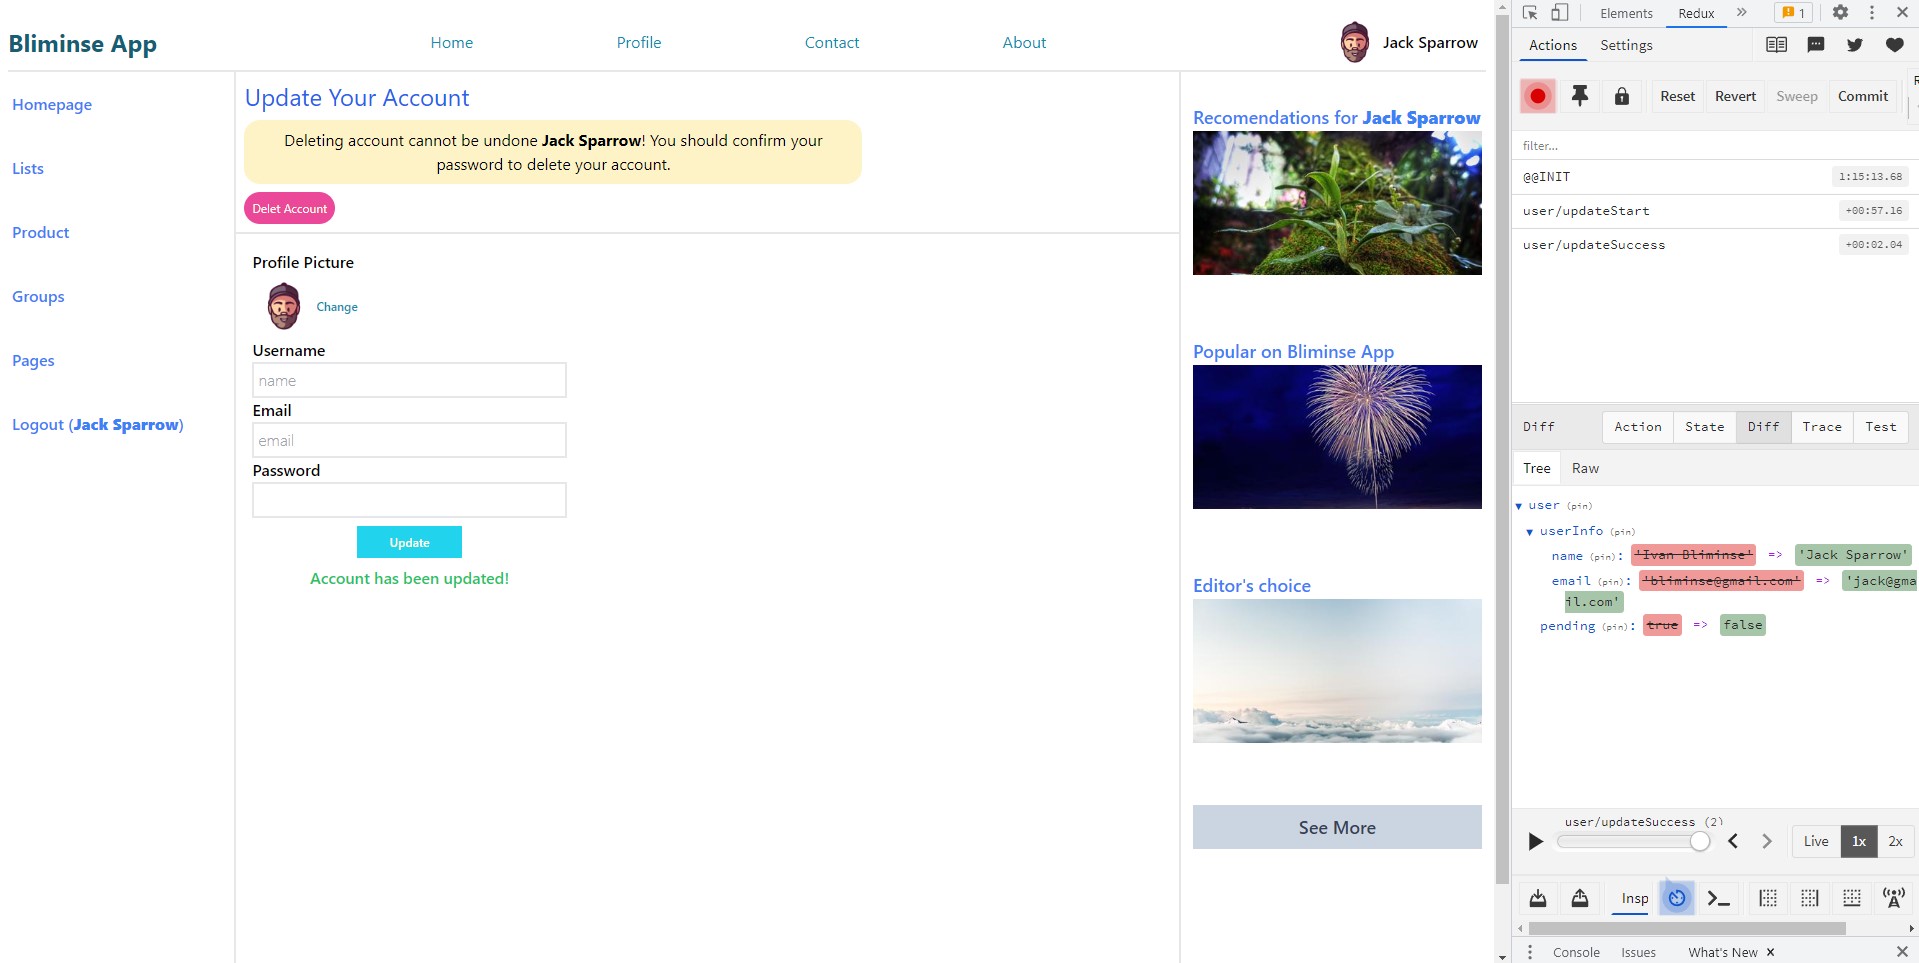 Bliminse App
Home
Profile
Contact
About
Jack Sparrow
Homepage
Lists
Product
Groups
Pages
Logout (Jack Sparrow)
Update Your Account
Deleting account cannot be undone Jack Sparrow! You should confirm your
password to delete your account.
Delet Account
Profile Picture
Change
Username
name
Email
email
Password
Update
Account has been updated!
Recomendations for Jack Sparrow
Popular on Bliminse App
Editor's choice
See More
Elements
Redux
1
Actions
Settings
Reset
Revert
Sweep
Commit
R
filter...
@@INIT
1:15:13.68
user/updateStart
+00:57.16
user/updateSuccess
+00:02.04
Diff
Action
State
Diff
Trace
Test
Tree
Raw
user (pin)
userInfo (pin)
name (pin): 'Ivan Bliminse' => 'Jack Sparrow'
email (pin): 'bliminse@gmail.com' => 'jack@gma
il.com'
pending (pin): true => false
user/updateSuccess (2)
Live
1x
2x
Insp
Console
Issues
What's New